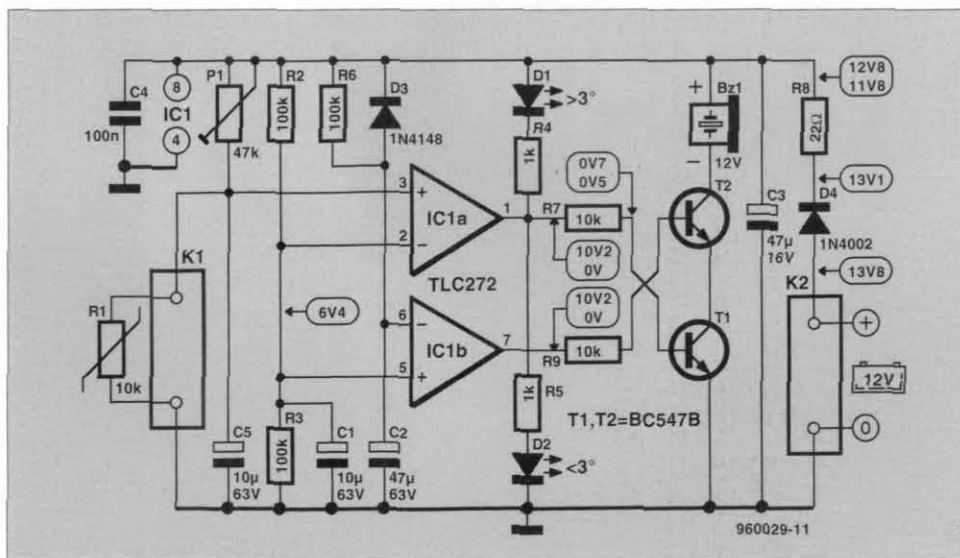 C4
100n
8
IC1
4
P1
47k
R2
100k
R6
100k
D3
1N4148
D1
>3°
R4
1k
Bz1
+
12V
−
12V8
11V8
R8
22Ω
13V1
D4
1N4002
13V8
C3
47µ
16V
0V7
0V5
3
+
IC1a
1
2
−
TLC272
R7
10k
10V2
0V
10V2
0V
T2
K1
R1
10k
6V4
6
−
IC1b
7
5
+
10k
R9
T1
1k
R5
T1,T2=BC547B
K2
+
12V
0
R3
100k
C5
10µ
63V
C1
10µ
63V
C2
47µ
63V
D2
<3°
960029-11